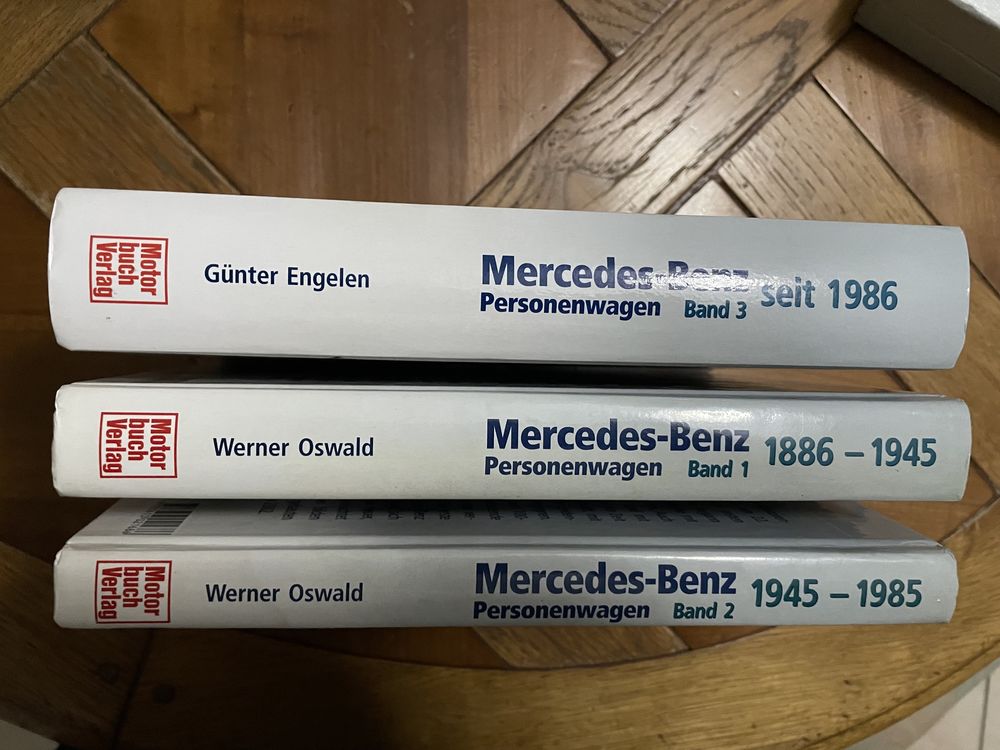 Motor
buch
Verlag
Günter Engelen
Mercedes-Benz
Personenwagen Band 3
seit 1986
Motor
buch
Verlag
Werner Oswald
Mercedes-Benz
Personenwagen Band 1
1886 – 1945
Motor
buch
Verlag
Werner Oswald
Mercedes-Benz
Personenwagen Band 2
1945 – 1985